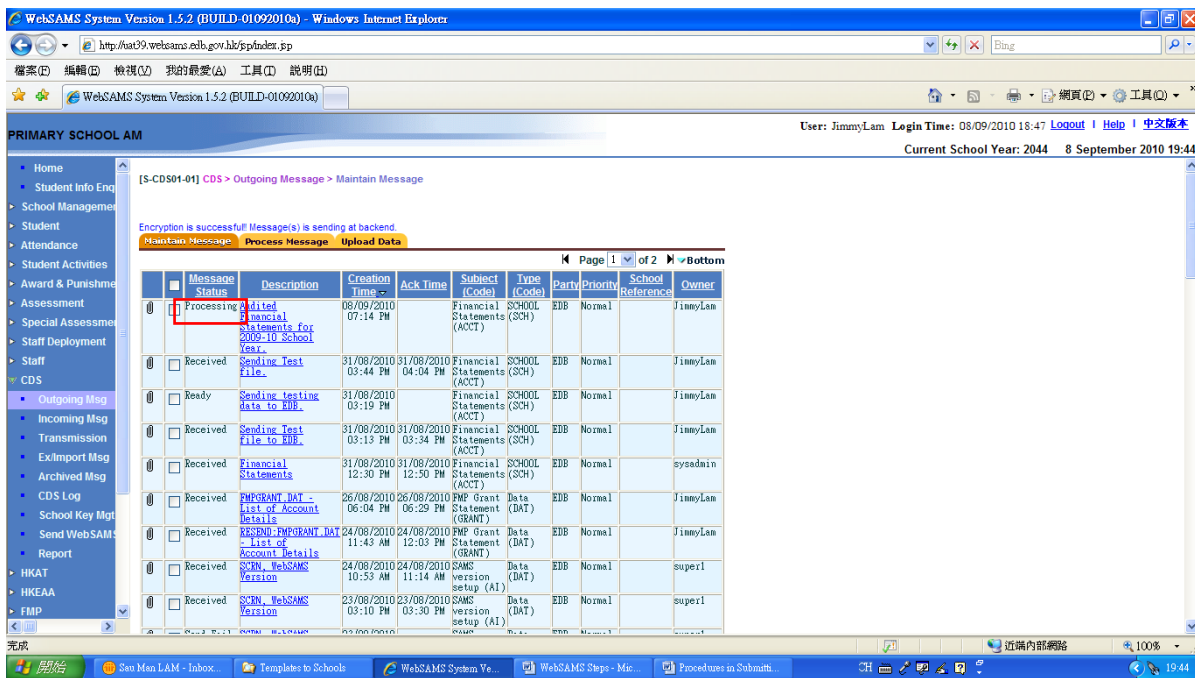 WebSAMS System Version 1.5.2 (BUILD-01092010a) - Windows Internet Explorer
http://uat39.websams.edb.gov.hk/jsp/index.jsp
Bing
檔案(F) 編輯(E) 檢視(V) 我的最愛(A) 工具(T) 說明(H)
WebSAMS System Version 1.5.2 (BUILD-01092010a)
網頁(P) 工具(O)
PRIMARY SCHOOL AM
User: JimmyLam Login Time: 08/09/2010 18:47 Logout | Help | 中文版本
Current School Year: 2044 8 September 2010 19:44
Home
Student Info Enq
School Managemen
Student
Attendance
Student Activities
Award & Punishme
Assessment
Special Assessmen
Staff Deployment
Staff
CDS
Outgoing Msg
Incoming Msg
Transmission
Ex/Import Msg
Archived Msg
CDS Log
School Key Mgt
Send WebSAMS
Report
HKAT
HKEAA
FMP
[S-CDS01-01] CDS > Outgoing Message > Maintain Message
Encryption is successful! Message(s) is sending at backend.
Maintain Message Process Message Upload Data
Page 1 of 2 Bottom
Message Status Description Creation Time Ack Time Subject (Code) Type (Code) Party Priority School Reference Owner
Processing Audited Financial Statements for 2009-10 School Year. 08/09/2010 07:14 PM Financial Statements (ACCT) SCHOOL (SCH) EDB Normal JimmyLam
Received Sending Test file. 31/08/2010 03:44 PM 31/08/2010 04:04 PM Financial Statements (ACCT) SCHOOL (SCH) EDB Normal JimmyLam
Ready Sending testing data to EDB. 31/08/2010 03:19 PM Financial Statements (ACCT) SCHOOL (SCH) EDB Normal JimmyLam
Received Sending Test file to EDB. 31/08/2010 03:13 PM 31/08/2010 03:34 PM Financial Statements (ACCT) SCHOOL (SCH) EDB Normal JimmyLam
Received Financial Statements 31/08/2010 12:30 PM 31/08/2010 12:50 PM Financial Statements (ACCT) SCHOOL (SCH) EDB Normal sysadmin
Received FMPGRANT.DAT - List of Account Details 26/08/2010 06:04 PM 26/08/2010 06:29 PM FMP Grant Statement (GRANT) Data (DAT) EDB Normal JimmyLam
Received RESEND:FMPGRANT.DAT - List of Account Details 24/08/2010 11:43 AM 24/08/2010 12:03 PM FMP Grant Statement (GRANT) Data (DAT) EDB Normal JimmyLam
Received SCRN, WebSAMS Version 24/08/2010 10:53 AM 24/08/2010 11:14 AM SAMS version setup (AI) Data (DAT) EDB Normal super1
Received SCRN, WebSAMS Version 23/08/2010 03:10 PM 23/08/2010 03:30 PM SAMS version setup (AI) Data (DAT) EDB Normal super1
完成 近端內部網路 100%
開始 Sau Man LAM - Inbox... Templates to Schools WebSAMS System Ve... WebSAMS Steps - Mic... Procedures in Submitti... CH 19:44